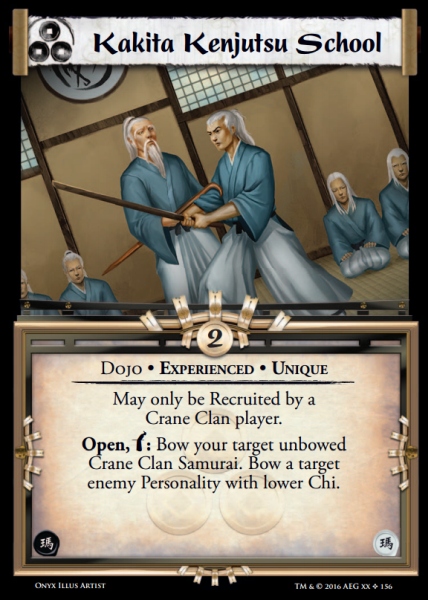 Kakita Kenjutsu School
2
Dojo • Experienced • Unique
May only be Recruited by a
Crane Clan player.
Open, : Bow your target unbowed
Crane Clan Samurai. Bow a target
enemy Personality with lower Chi.
瑪 瑪
Onyx Illus Artist TM & © 2016 AEG xx ❖ 156